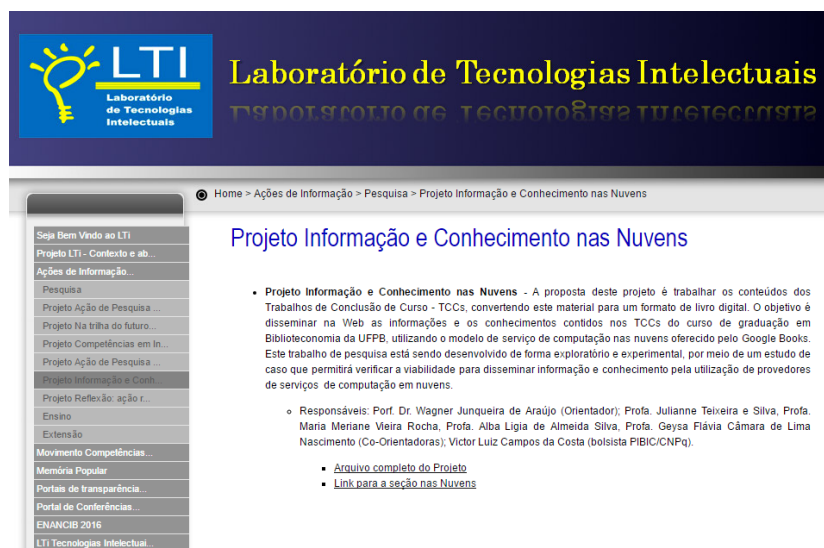 LTI
Laboratório
de Tecnologias
Intelectuais
Laboratório de Tecnologias Intelectuais
Home > Ações de Informação > Pesquisa > Projeto Informação e Conhecimento nas Nuvens
Seja Bem Vindo ao LTi
Projeto LTi - Contexto e ab...
Ações de Informação...
Pesquisa
Projeto Ação de Pesquisa ...
Projeto Na trilha do futuro...
Projeto Competências em In...
Projeto Ação de Pesquisa ...
Projeto Informação e Conh...
Projeto Reflexão: ação r...
Ensino
Extensão
Movimento Competências...
Memória Popular
Portais de transparência...
Portal de Conferências...
ENANCIB 2016
LTi Tecnologias Intelectuai...
Projeto Informação e Conhecimento nas Nuvens
• Projeto Informação e Conhecimento nas Nuvens - A proposta deste projeto é trabalhar os conteúdos dos
Trabalhos de Conclusão de Curso - TCCs, convertendo este material para um formato de livro digital. O objetivo é
disseminar na Web as informações e os conhecimentos contidos nos TCCs do curso de graduação em
Biblioteconomia da UFPB, utilizando o modelo de serviço de computação nas nuvens oferecido pelo Google Books.
Este trabalho de pesquisa está sendo desenvolvido de forma exploratório e experimental, por meio de um estudo de
caso que permitirá verificar a viabilidade para disseminar informação e conhecimento pela utilização de provedores
de serviços de computação em nuvens.
Responsáveis: Porf. Dr. Wagner Junqueira de Araújo (Orientador); Profa. Julianne Teixeira e Silva, Profa.
Maria Meriane Vieira Rocha, Profa. Alba Ligia de Almeida Silva, Profa. Geysa Flávia Câmara de Lima
Nascimento (Co-Orientadoras); Victor Luiz Campos da Costa (bolsista PIBIC/CNPq).
Arquivo completo do Projeto
Link para a seção nas Nuvens